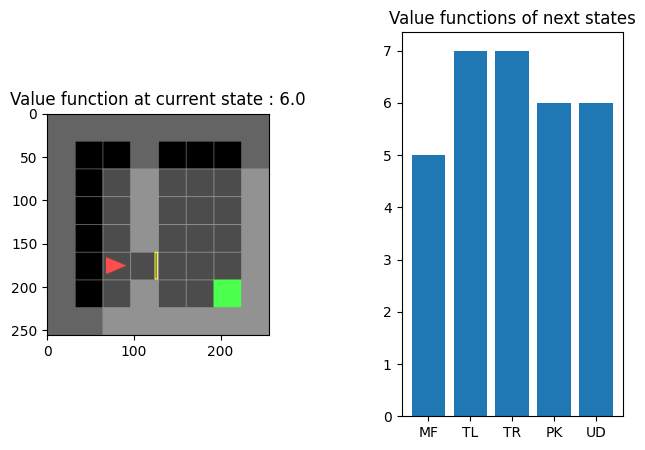 Value function at current state : 6.0
0
50
100
150
200
250
0
100
200
Value functions of next states
7
6
5
4
3
2
1
0
MF
TL
TR
PK
UD